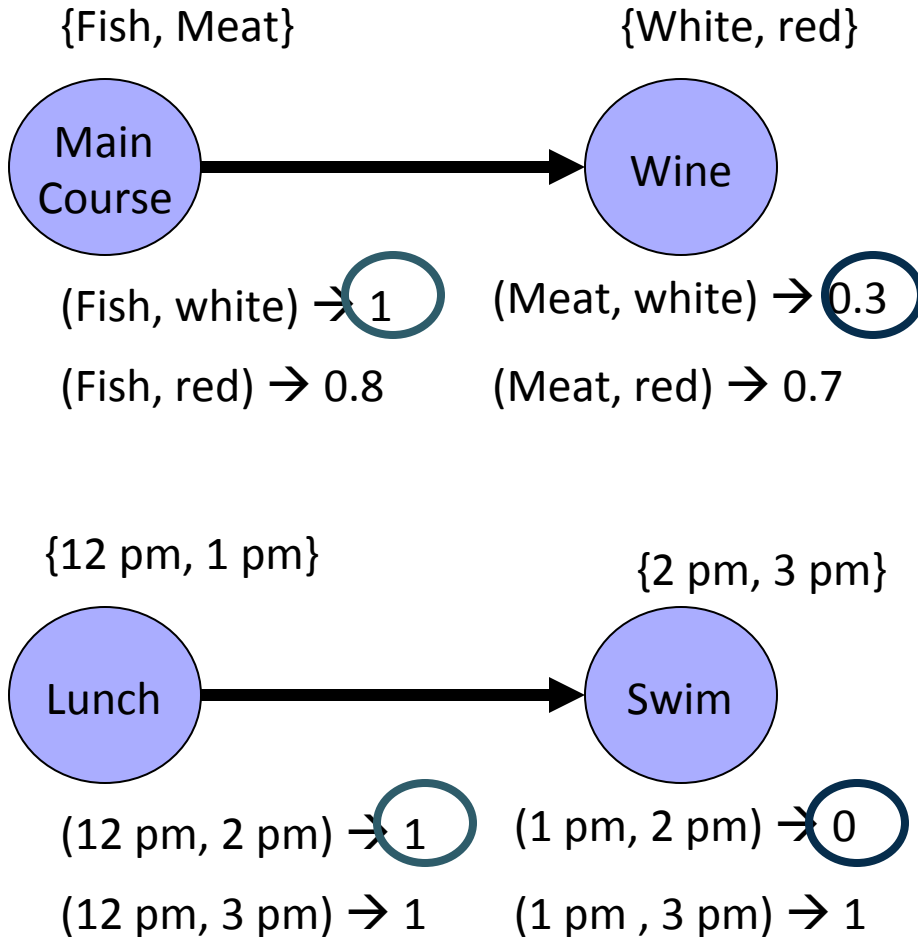 {Fish, Meat}
{White, red}
Main
Course
Wine
(Fish, white) → 1
(Meat, white) → 0.3
(Fish, red) → 0.8
(Meat, red) → 0.7
{12 pm, 1 pm}
{2 pm, 3 pm}
Lunch
Swim
(12 pm, 2 pm) → 1
(1 pm, 2 pm) → 0
(12 pm, 3 pm) → 1
(1 pm , 3 pm) → 1